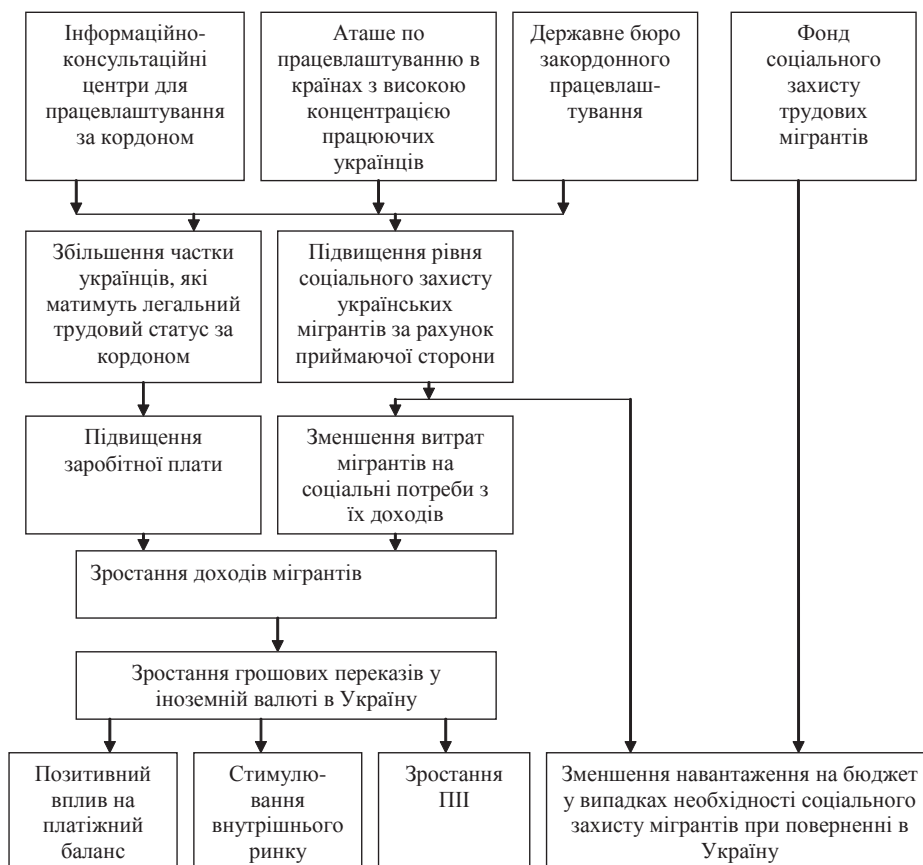 Інформаційно-
консультаційні
центри для
працевлаштування
за кордоном
Аташе по
працевлаштуванню в
країнах з високою
концентрацією
працюючих
українців
Державне бюро
закордонного
працевлаш-
тування
Фонд
соціального
захисту
трудових
мігрантів
Збільшення частки
українців, які
матимуть легальний
трудовий статус за
кордоном
Підвищення рівня
соціального захисту
українських
мігрантів за рахунок
приймаючої сторони
Підвищення
заробітної плати
Зменшення витрат
мігрантів на
соціальні потреби з
їх доходів
Зростання доходів мігрантів
Зростання грошових переказів у
іноземній валюті в Україну
Позитивний
вплив на
платіжний
баланс
Стимулю-
вання
внутрішнього
ринку
Зростання
ПІІ
Зменшення навантаження на бюджет
у випадках необхідності соціального
захисту мігрантів при поверненні в
Україну